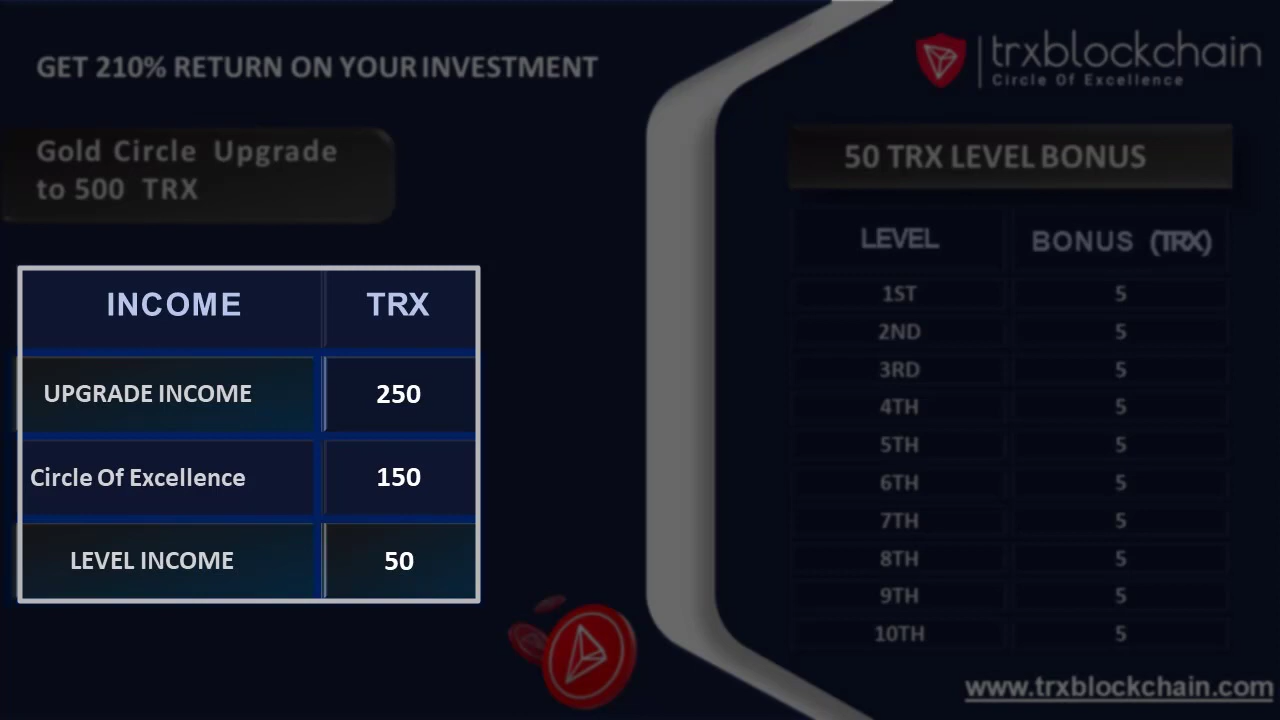 GET 210% RETURN ON YOUR INVESTMENT
Gold Circle Upgrade
to 500 TRX
INCOME TRX
UPGRADE INCOME 250
Circle Of Excellence 150
LEVEL INCOME 50
trxblockchain
Circle Of Excellence
50 TRX LEVEL BONUS
LEVEL BONUS (TRX)
1ST 5
2ND 5
3RD 5
4TH 5
5TH 5
6TH 5
7TH 5
8TH 5
9TH 5
10TH 5
www.trxblockchain.com